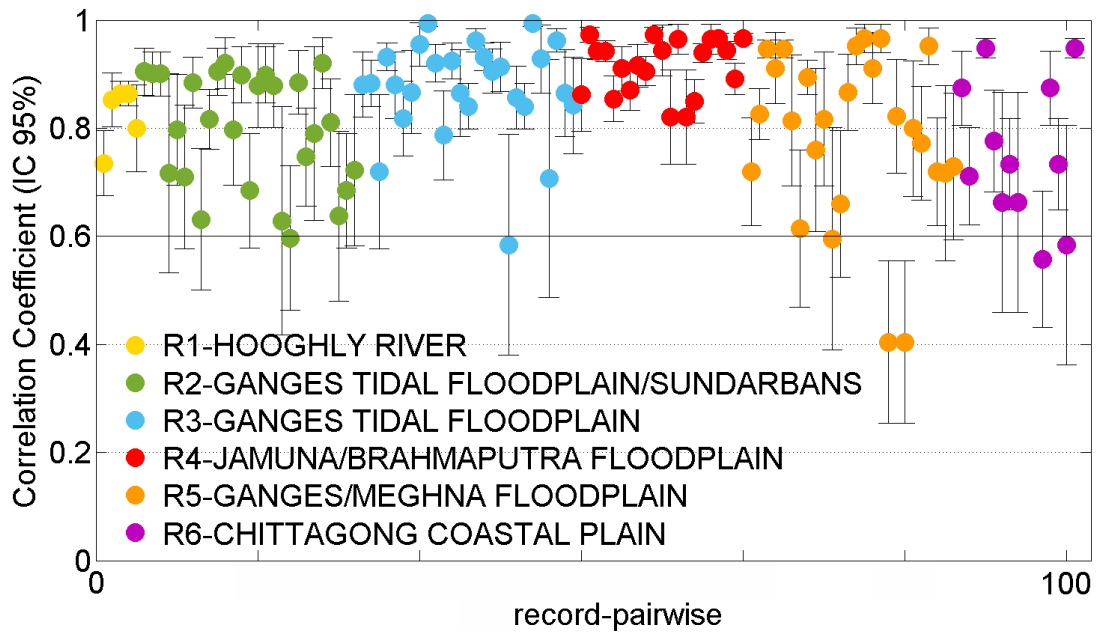 Correlation Coefficient (IC 95%)
1
0.8
0.6
0.4
0.2
0
R1-HOOGHLY RIVER
R2-GANGES TIDAL FLOODPLAIN/SUNDARBANS
R3-GANGES TIDAL FLOODPLAIN
R4-JAMUNA/BRAHMAPUTRA FLOODPLAIN
R5-GANGES/MEGHNA FLOODPLAIN
R6-CHITTAGONG COASTAL PLAIN
0 100
record-pairwise